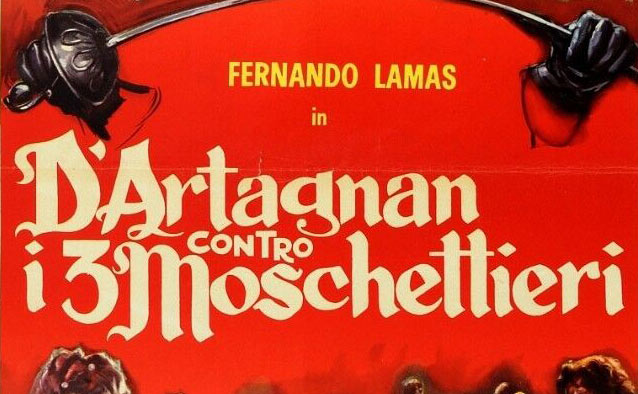 FERNANDO LAMAS
in
D'Artagnan
CONTRO
i 3 Moschettieri